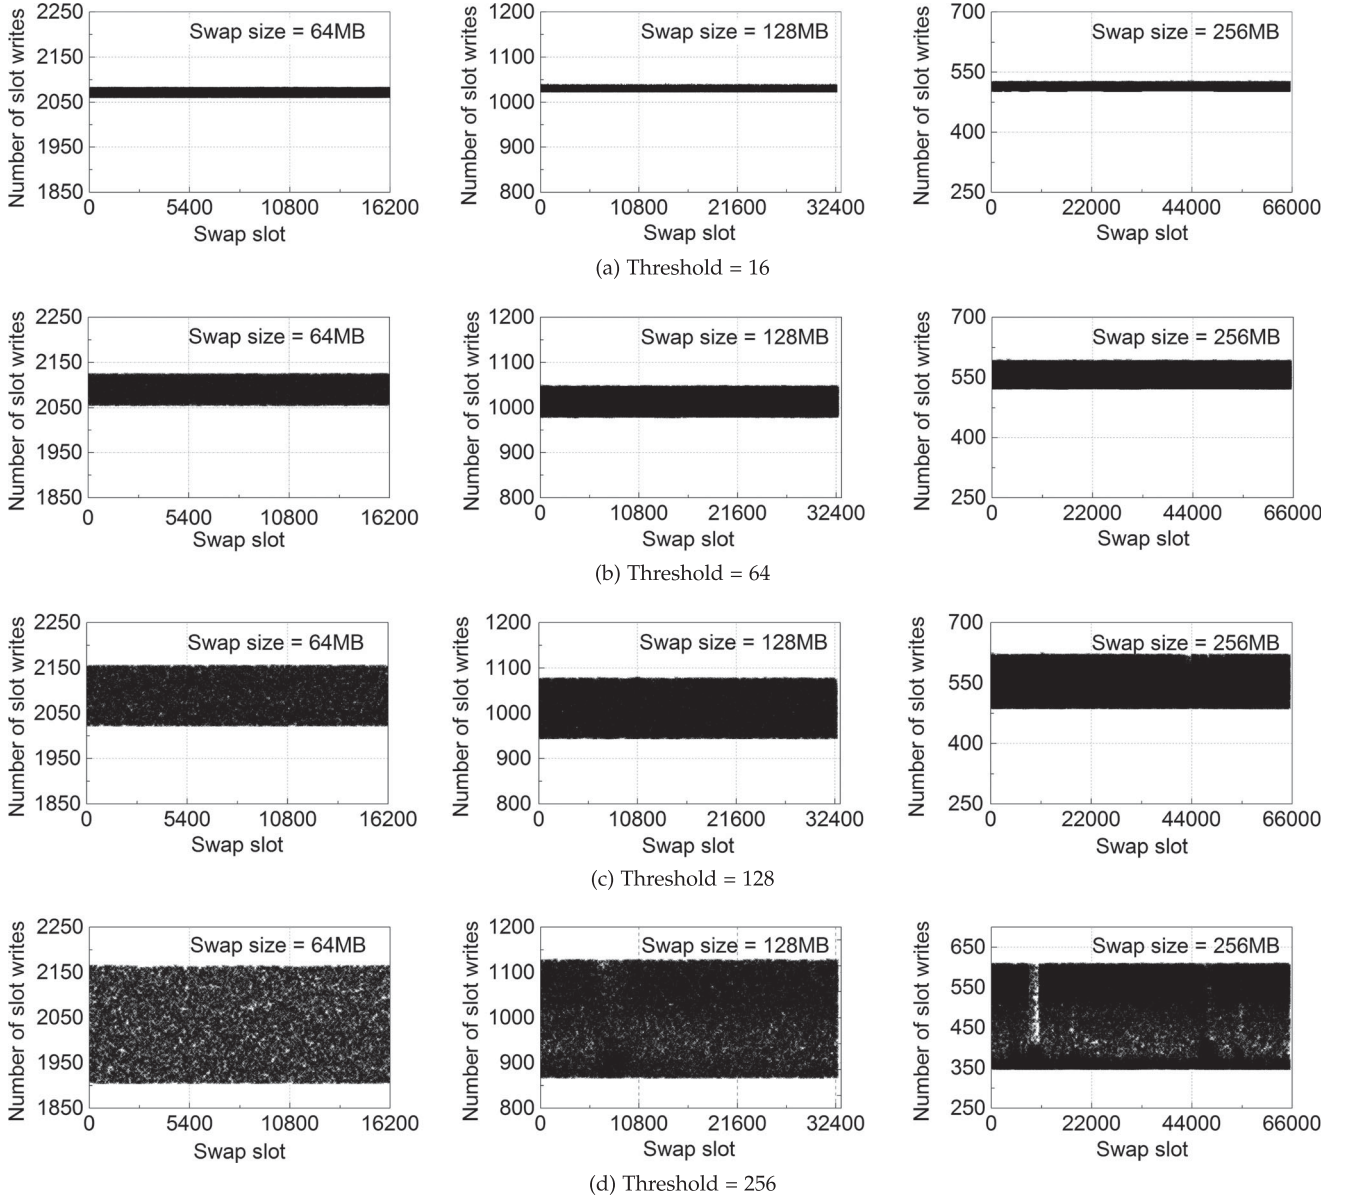 Number of slot writes
2250
2150
2050
1950
1850
Swap size = 64MB
0 5400 10800 16200
Swap slot
Number of slot writes
1200
1100
1000
900
800
Swap size = 128MB
0 10800 21600 32400
Swap slot
Number of slot writes
700
550
400
250
Swap size = 256MB
0 22000 44000 66000
Swap slot
(a) Threshold = 16
Number of slot writes
2250
2150
2050
1950
1850
Swap size = 64MB
0 5400 10800 16200
Swap slot
Number of slot writes
1200
1100
1000
900
800
Swap size = 128MB
0 10800 21600 32400
Swap slot
Number of slot writes
700
550
400
250
Swap size = 256MB
0 22000 44000 66000
Swap slot
(b) Threshold = 64
Number of slot writes
2250
2150
2050
1950
1850
Swap size = 64MB
0 5400 10800 16200
Swap slot
Number of slot writes
1200
1100
1000
900
800
Swap size = 128MB
0 10800 21600 32400
Swap slot
Number of slot writes
700
550
400
250
Swap size = 256MB
0 22000 44000 66000
Swap slot
(c) Threshold = 128
Number of slot writes
2250
2150
2050
1950
1850
Swap size = 64MB
0 5400 10800 16200
Swap slot
Number of slot writes
1200
1100
1000
900
800
Swap size = 128MB
0 10800 21600 32400
Swap slot
Number of slot writes
650
550
450
350
250
Swap size = 256MB
0 22000 44000 66000
Swap slot
(d) Threshold = 256